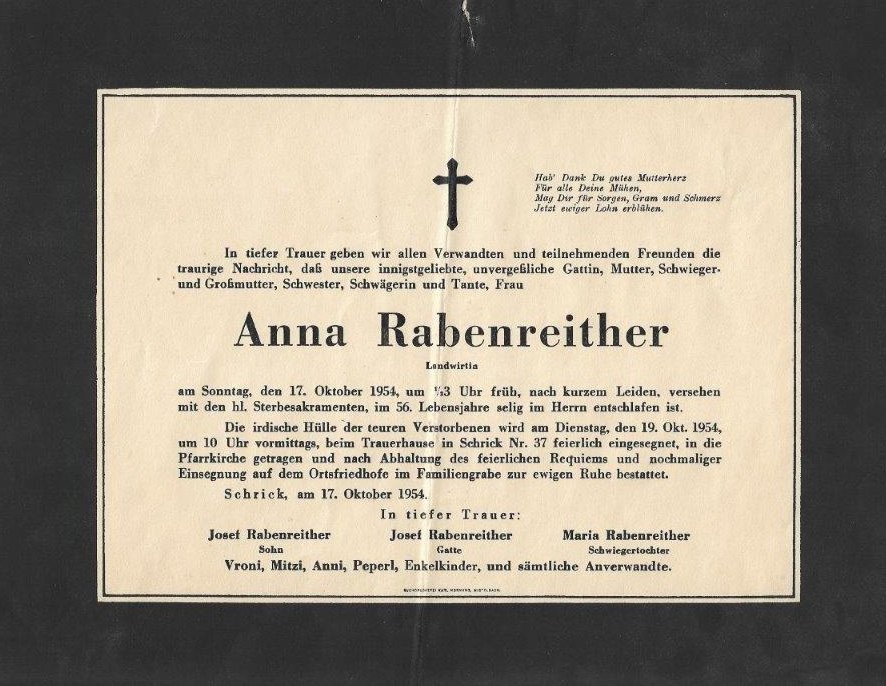 Hab' Dank Du gutes Mutterherz
Für alle Deine Mühen,
Mag Dir für Sorgen, Gram und Schmerz
Jetzt ewiger Lohn erblühen.
In tiefer Trauer geben wir allen Verwandten und teilnehmenden Freunden die
traurige Nachricht, daß unsere innigstgeliebte, unvergeßliche Gattin, Mutter, Schwieger-
und Großmutter, Schwester, Schwägerin und Tante, Frau
Anna Rabenreither
Landwirtin
am Sonntag, den 17. Oktober 1954, um ½3 Uhr früh, nach kurzem Leiden, versehen
mit den hl. Sterbesakramenten, im 56. Lebensjahre selig im Herrn entschlafen ist.
Die irdische Hülle der teuren Verstorbenen wird am Dienstag, den 19. Okt. 1954,
um 10 Uhr vormittags, beim Trauerhause in Schrick Nr. 37 feierlich eingesegnet, in die
Pfarrkirche getragen und nach Abhaltung des feierlichen Requiems und nochmaliger
Einsegnung auf dem Ortsfriedhofe im Familiengrabe zur ewigen Ruhe bestattet.
Schrick, am 17. Oktober 1954.
In tiefer Trauer:
Josef Rabenreither Josef Rabenreither Maria Rabenreither
Sohn Gatte Schwiegertochter
Vroni, Mitzi, Anni, Peperl, Enkelkinder, und sämtliche Anverwandte.